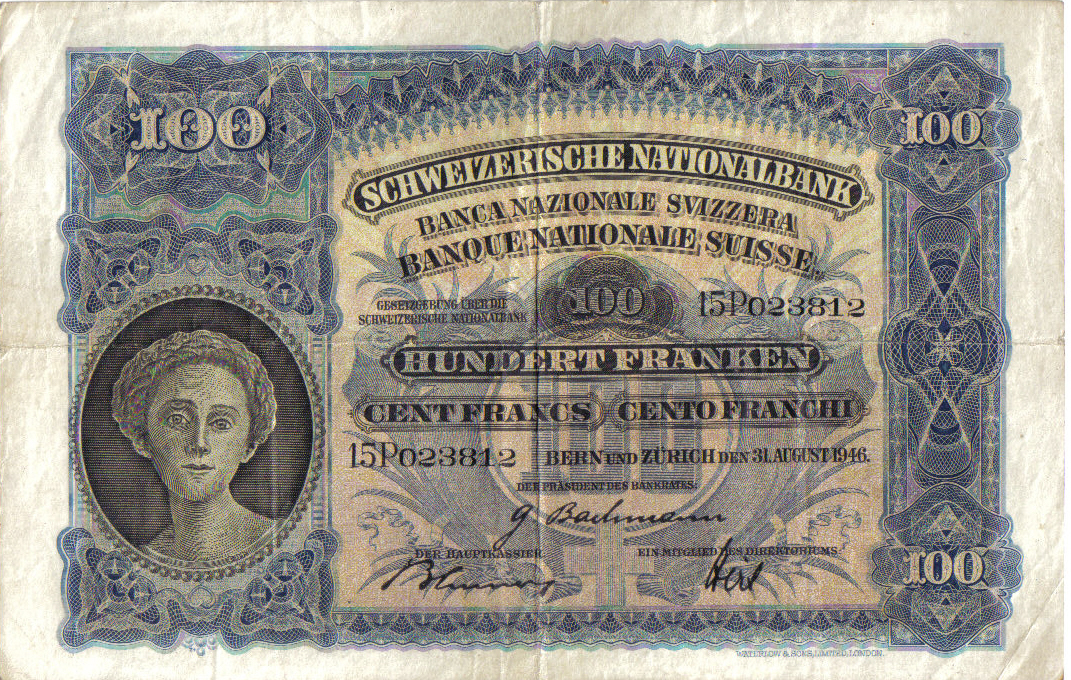 100
100
SCHWEIZERISCHE NATIONALBANK
BANCA NAZIONALE SVIZZERA
BANQUE NATIONALE SUISSE
GESETZGEBUNG ÜBER DIE
SCHWEIZERISCHE NATIONALBANK
100
15P023812
HUNDERT FRANKEN
100
CENT FRANCS CENTO FRANCHI
15P023812
BERN UND ZÜRICH DEN 31. AUGUST 1946.
DER PRÄSIDENT DES BANKRATES.
G. Bachmann
DER HAUPTKASSIER
EIN MITGLIED DES DIREKTORIUMS
100
WATERLOW & SONS, LIMITED, LONDON.